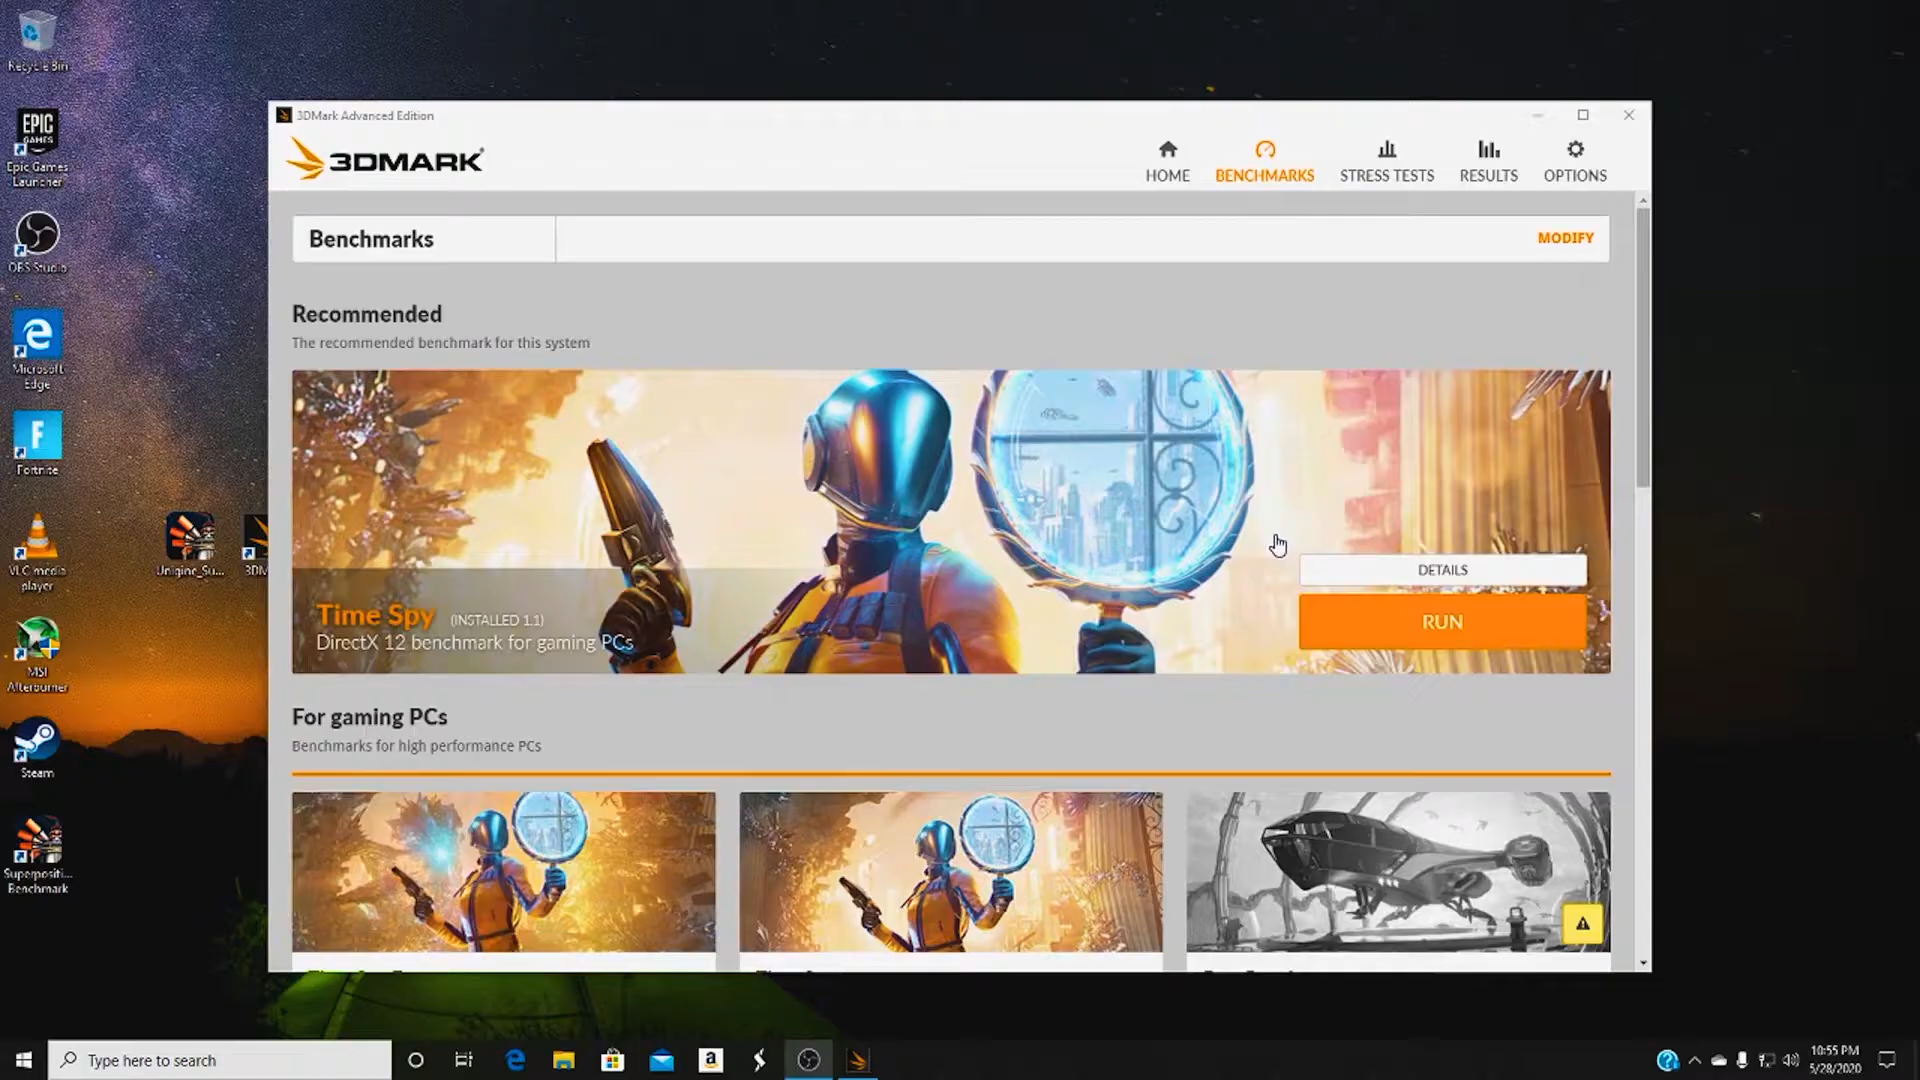 Recycle Bin
EPIC
GAMES
Epic Games
Launcher
OBS Studio
Microsoft
Edge
F
Fortnite
VLC media
player
Unigine_Su...
3DM
MSI
Afterburner
Steam
Superpositi...
Benchmark
3DMark Advanced Edition
3DMARK
HOME
BENCHMARKS
STRESS TESTS
RESULTS
OPTIONS
Benchmarks
MODIFY
Recommended
The recommended benchmark for this system
DETAILS
Time Spy (INSTALLED 1.1)
DirectX 12 benchmark for gaming PCs
RUN
For gaming PCs
Benchmarks for high performance PCs
Type here to search
10:55 PM
5/28/2020